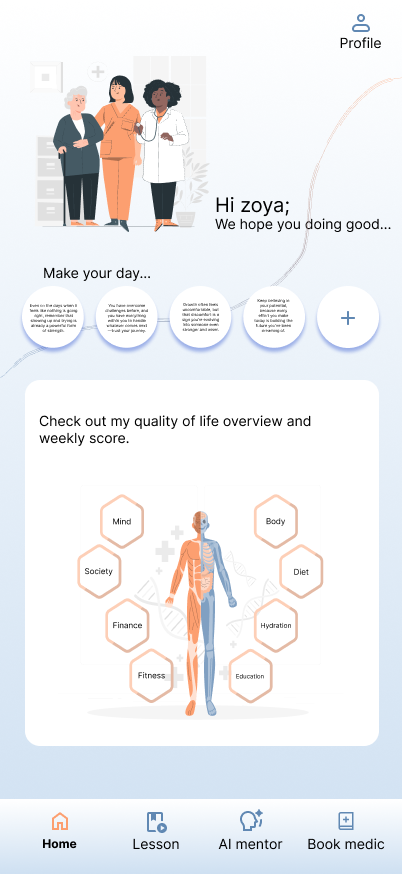 Profile
Hi zoya;
We hope you doing good...
Make your day...
Even on the days when it
feels like nothing is going
right, remember that
showing up and trying is
already a powerful form
of strength.
You have overcome
challenges before, and
you have everything
within you to handle
whatever comes next
—trust your journey.
Growth often feels
uncomfortable, but
that discomfort is a
sign you're evolving
into someone even
stronger and wiser.
Keep believing in
your potential,
because every
effort you make
today is building the
future you've been
dreaming of.
Check out my quality of life overview and
weekly score.
Mind
Body
Society
Diet
Finance
Hydration
Fitness
Education
Home
Lesson
AI mentor
Book medic